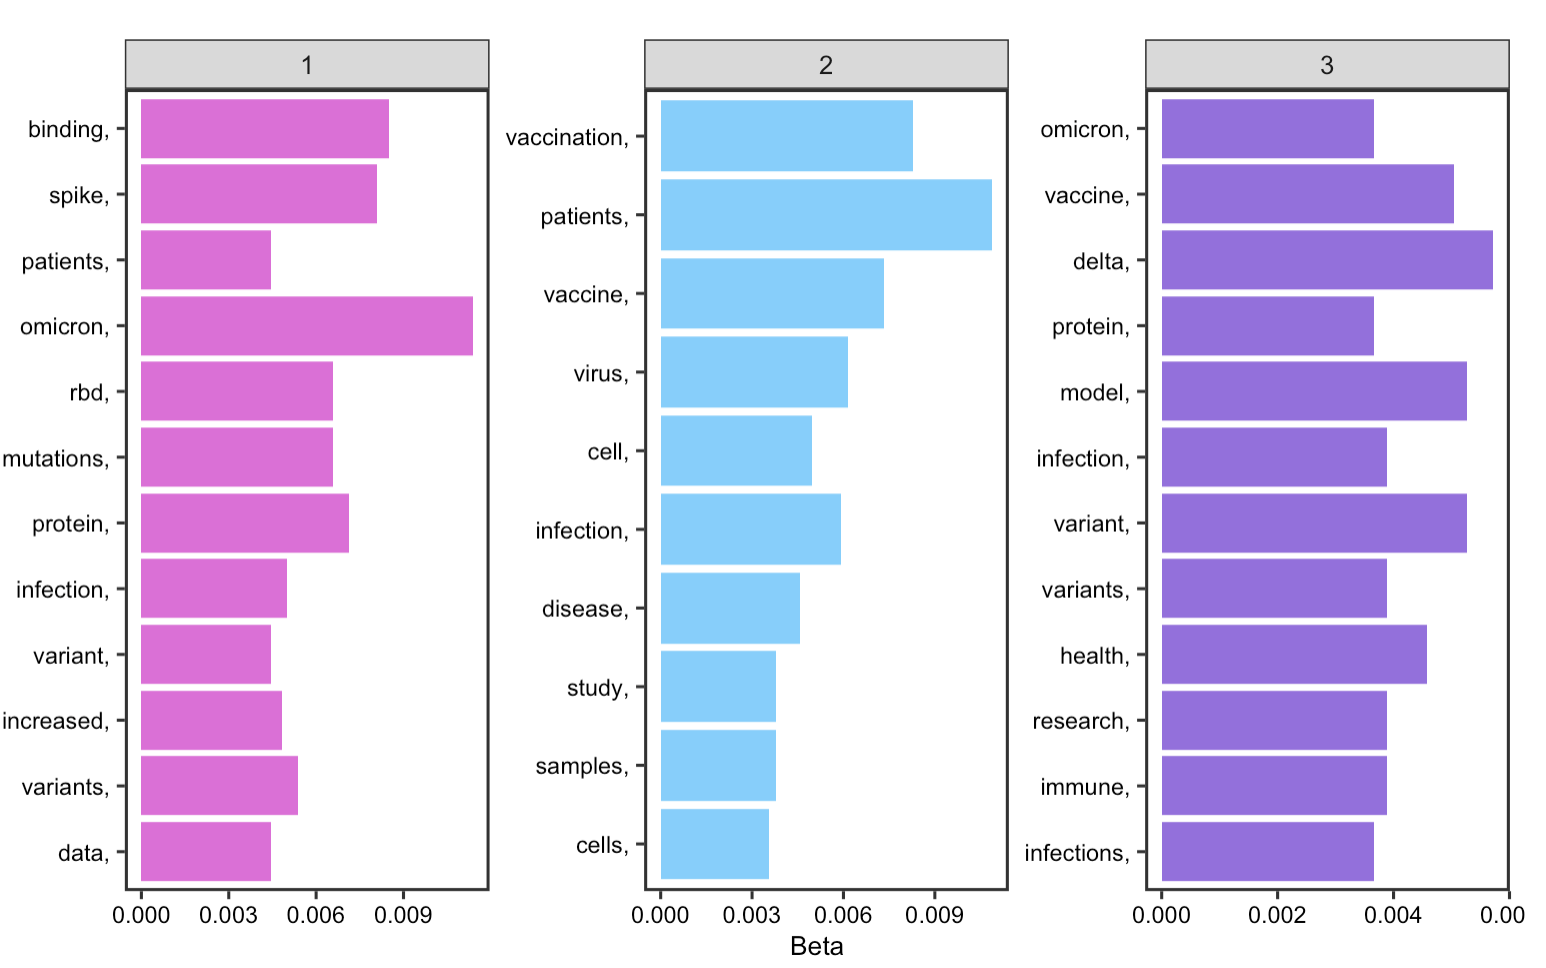 1
binding,
spike,
patients,
omicron,
rbd,
mutations,
protein,
infection,
variant,
increased,
variants,
data,
0.000 0.003 0.006 0.009
2
vaccination,
patients,
vaccine,
virus,
cell,
infection,
disease,
study,
samples,
cells,
0.000 0.003 0.006 0.009
3
omicron,
vaccine,
delta,
protein,
model,
infection,
variant,
variants,
health,
research,
immune,
infections,
0.000 0.002 0.004 0.00
Beta